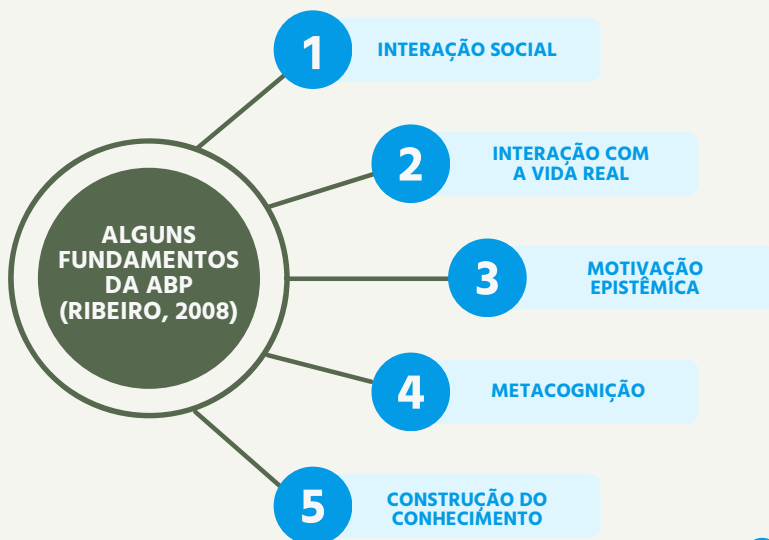 ALGUNS
FUNDAMENTOS
DA ABP
(RIBEIRO, 2008)
1
INTERAÇÃO SOCIAL
2
INTERAÇÃO COM
A VIDA REAL
3
MOTIVAÇÃO
EPISTÊMICA
4
METACOGNIÇÃO
5
CONSTRUÇÃO DO
CONHECIMENTO